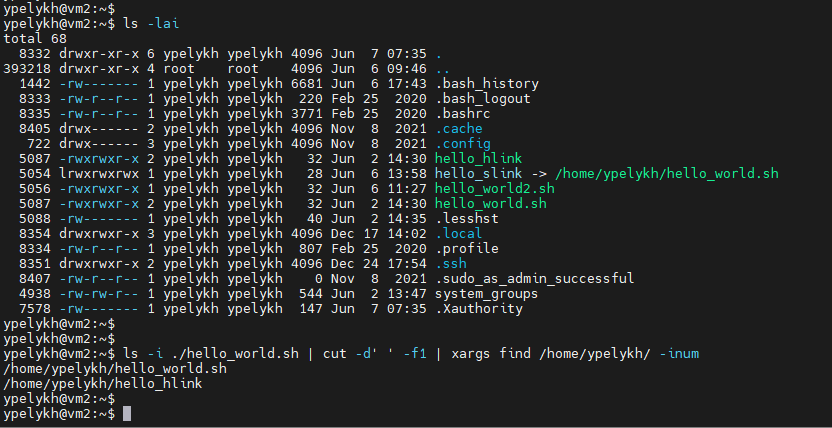 ypelykh@vm2:~$
ypelykh@vm2:~$ ls -lai
total 68
  8332 drwxr-xr-x 6 ypelykh ypelykh 4096 Jun  7 07:35 .
393218 drwxr-xr-x 4 root    root    4096 Jun  6 09:46 ..
  1442 -rw------- 1 ypelykh ypelykh 6681 Jun  6 17:43 .bash_history
  8333 -rw-r--r-- 1 ypelykh ypelykh  220 Feb 25  2020 .bash_logout
  8335 -rw-r--r-- 1 ypelykh ypelykh 3771 Feb 25  2020 .bashrc
  8405 drwx------ 2 ypelykh ypelykh 4096 Nov  8  2021 .cache
   722 drwx------ 3 ypelykh ypelykh 4096 Nov  8  2021 .config
  5087 -rwxrwxr-x 2 ypelykh ypelykh   32 Jun  2 14:30 hello_hlink
  5054 lrwxrwxrwx 1 ypelykh ypelykh   28 Jun  6 13:58 hello_slink -> /home/ypelykh/hello_world.sh
  5056 -rwxrwxr-x 1 ypelykh ypelykh   32 Jun  6 11:27 hello_world2.sh
  5087 -rwxrwxr-x 2 ypelykh ypelykh   32 Jun  2 14:30 hello_world.sh
  5088 -rw------- 1 ypelykh ypelykh   40 Jun  2 14:35 .lesshst
  8354 drwxrwxr-x 3 ypelykh ypelykh 4096 Dec 17 14:02 .local
  8334 -rw-r--r-- 1 ypelykh ypelykh  807 Feb 25  2020 .profile
  8351 drwxrwxr-x 2 ypelykh ypelykh 4096 Dec 24 17:54 .ssh
  8407 -rw-r--r-- 1 ypelykh ypelykh    0 Nov  8  2021 .sudo_as_admin_successful
  4938 -rw-rw-r-- 1 ypelykh ypelykh  544 Jun  2 13:47 system_groups
  7578 -rw------- 1 ypelykh ypelykh  147 Jun  7 07:35 .Xauthority
ypelykh@vm2:~$
ypelykh@vm2:~$
ypelykh@vm2:~$ ls -i ./hello_world.sh | cut -d' ' -f1 | xargs find /home/ypelykh/ -inum
/home/ypelykh/hello_world.sh
/home/ypelykh/hello_hlink
ypelykh@vm2:~$
ypelykh@vm2:~$